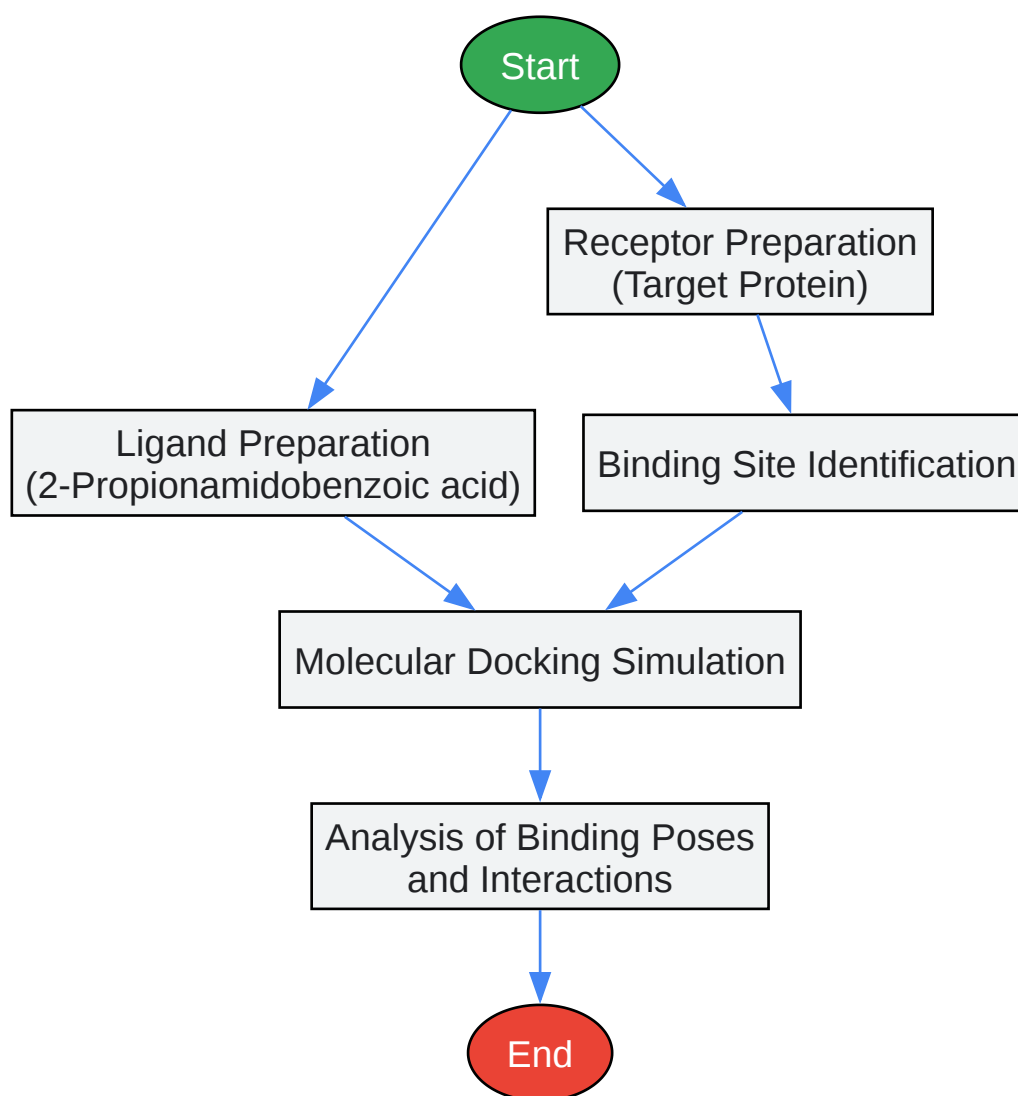 Start
Receptor Preparation
(Target Protein)
Ligand Preparation
(2-Propionamidobenzoic acid)
Binding Site Identification
Molecular Docking Simulation
Analysis of Binding Poses
and Interactions
End